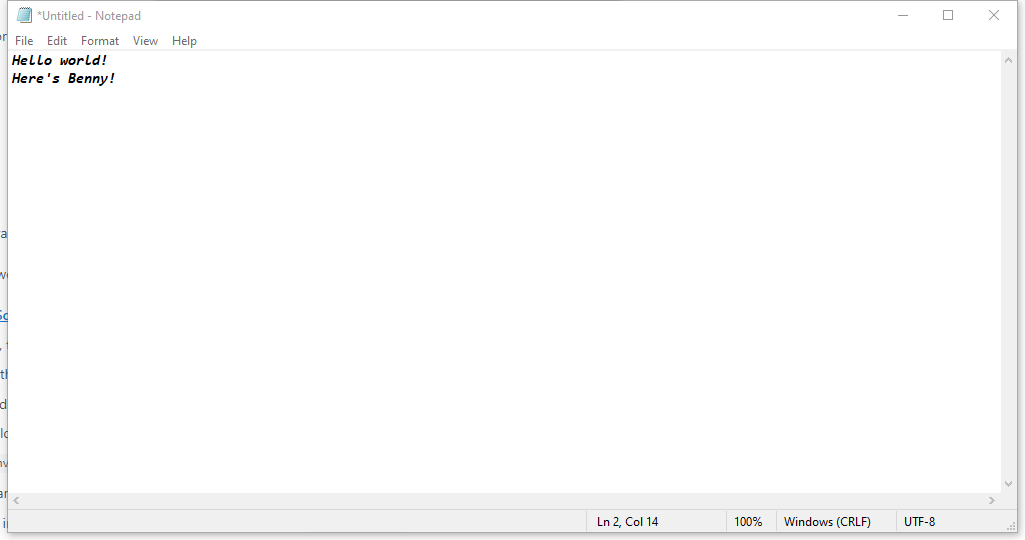 *Untitled - Notepad
File Edit Format View Help
Hello world!
Here's Benny!
Ln 2, Col 14 100% Windows (CRLF) UTF-8